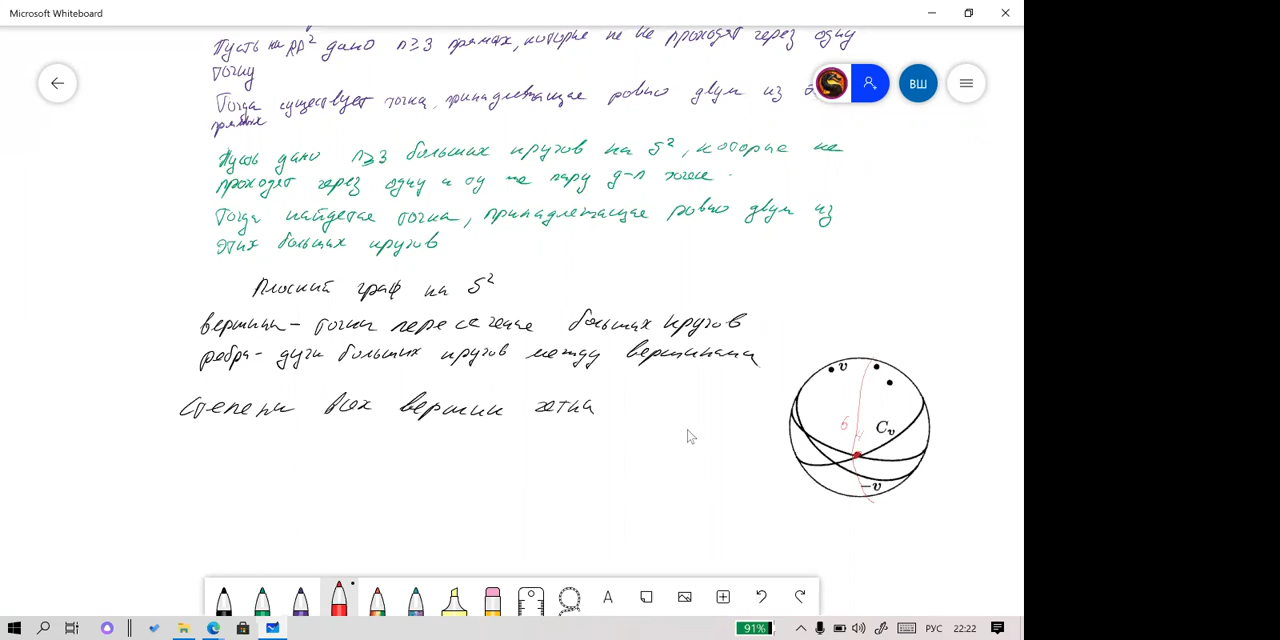 Microsoft Whiteboard
Пусть на RP² дано n≥3 прямых, которые не не проходят через одну
точку
Тогда существует точка, принадлежащая ровно двум из
прямых
ВШ
Пусть дано n≥3 больших кругов на S², которые не
проходят через одну и ту же пару д-п точек.
Тогда найдется точка, принадлежащая ровно двум из
этих больших кругов
Плоский граф на S²
вершины – точки пересечения больших кругов
ребра – дуги больших кругов между вершинами
Степени всех вершин четны
v
6
4
C_v
−v
A
91%
РУС
22:22